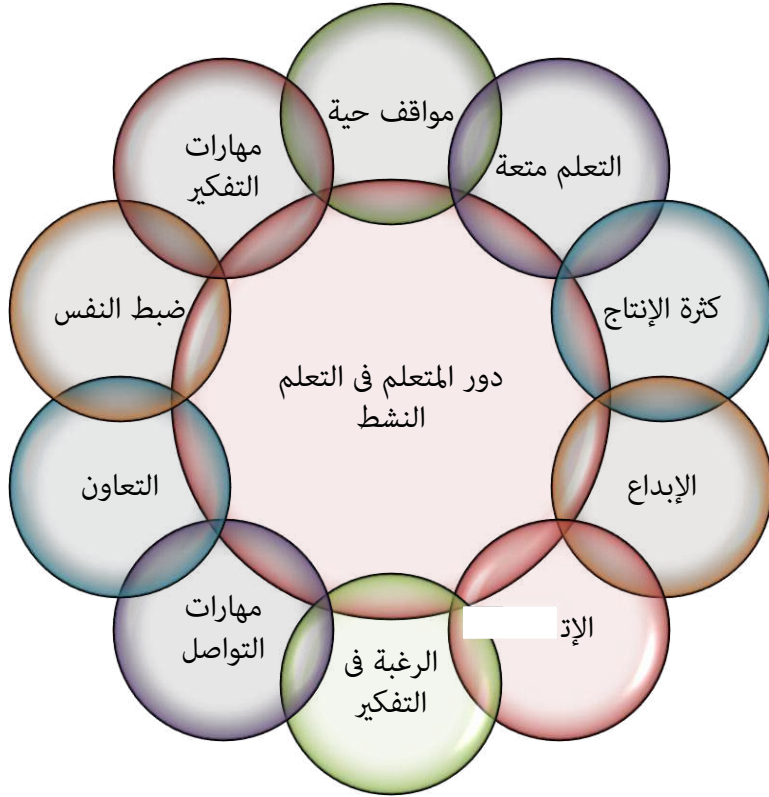 مواقف حية
التعلم متعة
كثرة الإنتاج
الإبداع
الرغبة فى
التفكير
مهارات
التواصل
التعاون
ضبط النفس
مهارات
التفكير
دور المتعلم فى التعلم
النشط